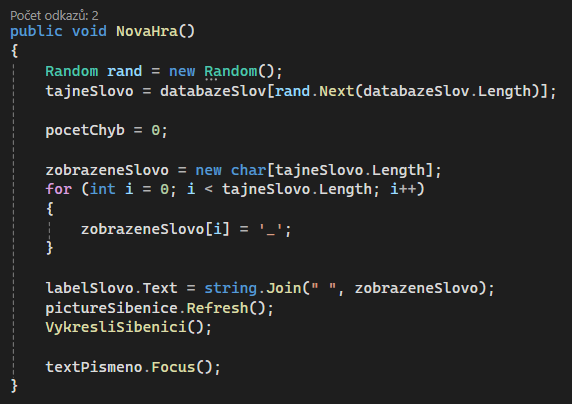 Počet odkazů: 2
public void NovaHra()
{
    Random rand = new Random();
    tajneSlovo = databazeSlov[rand.Next(databazeSlov.Length)];

    pocetChyb = 0;

    zobrazeneSlovo = new char[tajneSlovo.Length];
    for (int i = 0; i < tajneSlovo.Length; i++)
    {
        zobrazeneSlovo[i] = '_';
    }

    labelSlovo.Text = string.Join(" ", zobrazeneSlovo);
    pictureSibenice.Refresh();
    VykresliSibenici();

    textPismeno.Focus();
}